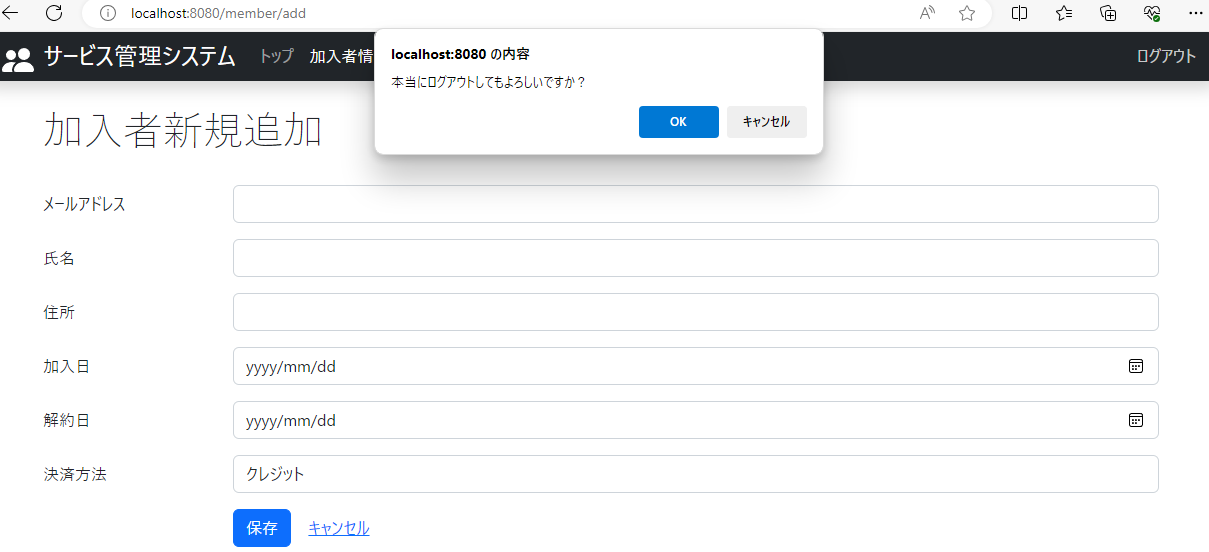 localhost:8080/member/add
サービス管理システム トップ 加入者情 ログアウト
localhost:8080 の内容
本当にログアウトしてもよろしいですか？
OK キャンセル
加入者新規追加
メールアドレス
氏名
住所
加入日 yyyy/mm/dd
解約日 yyyy/mm/dd
決済方法 クレジット
保存 キャンセル